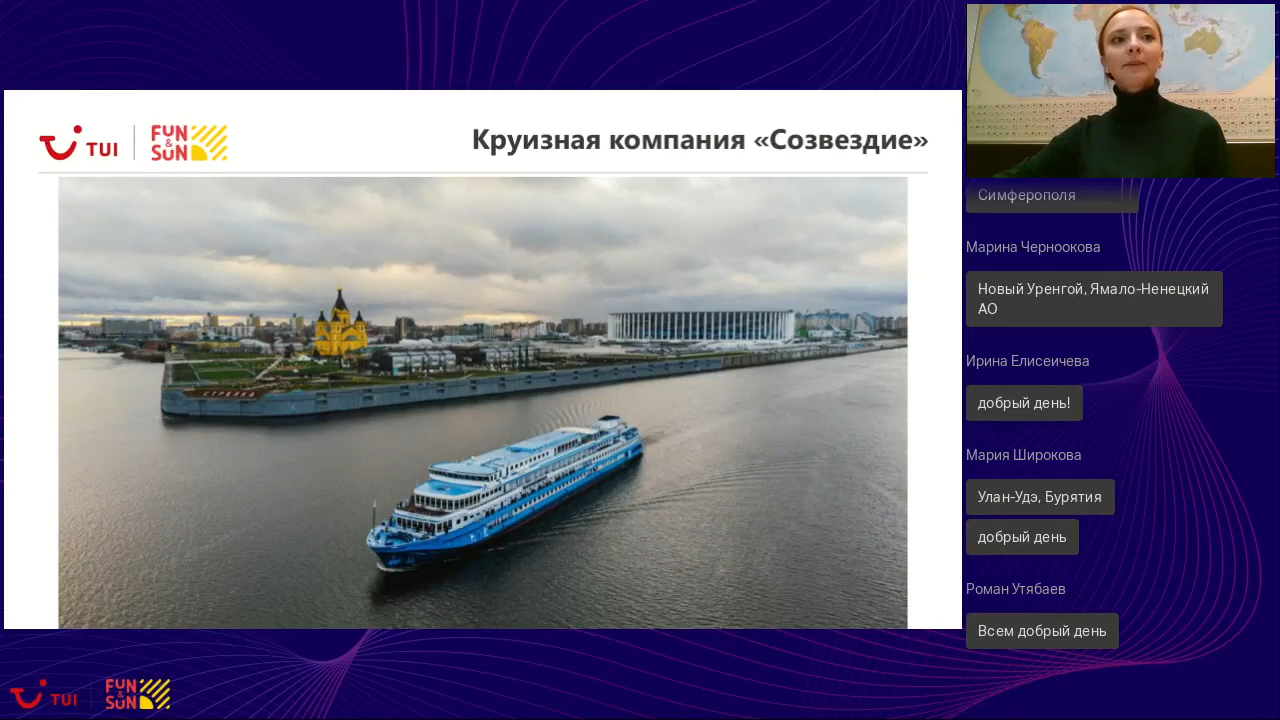 TUI
FUN
&
SUN
Круизная компания «Созвездие»
СТРЕЛКА
Симферополя
Марина Черноокова
Новый Уренгой, Ямало-Ненецкий
АО
Ирина Елисеичева
добрый день!
Мария Широкова
Улан-Удэ, Бурятия
добрый день
Роман Утябаев
Всем добрый день
TUI
FUN
&
SUN